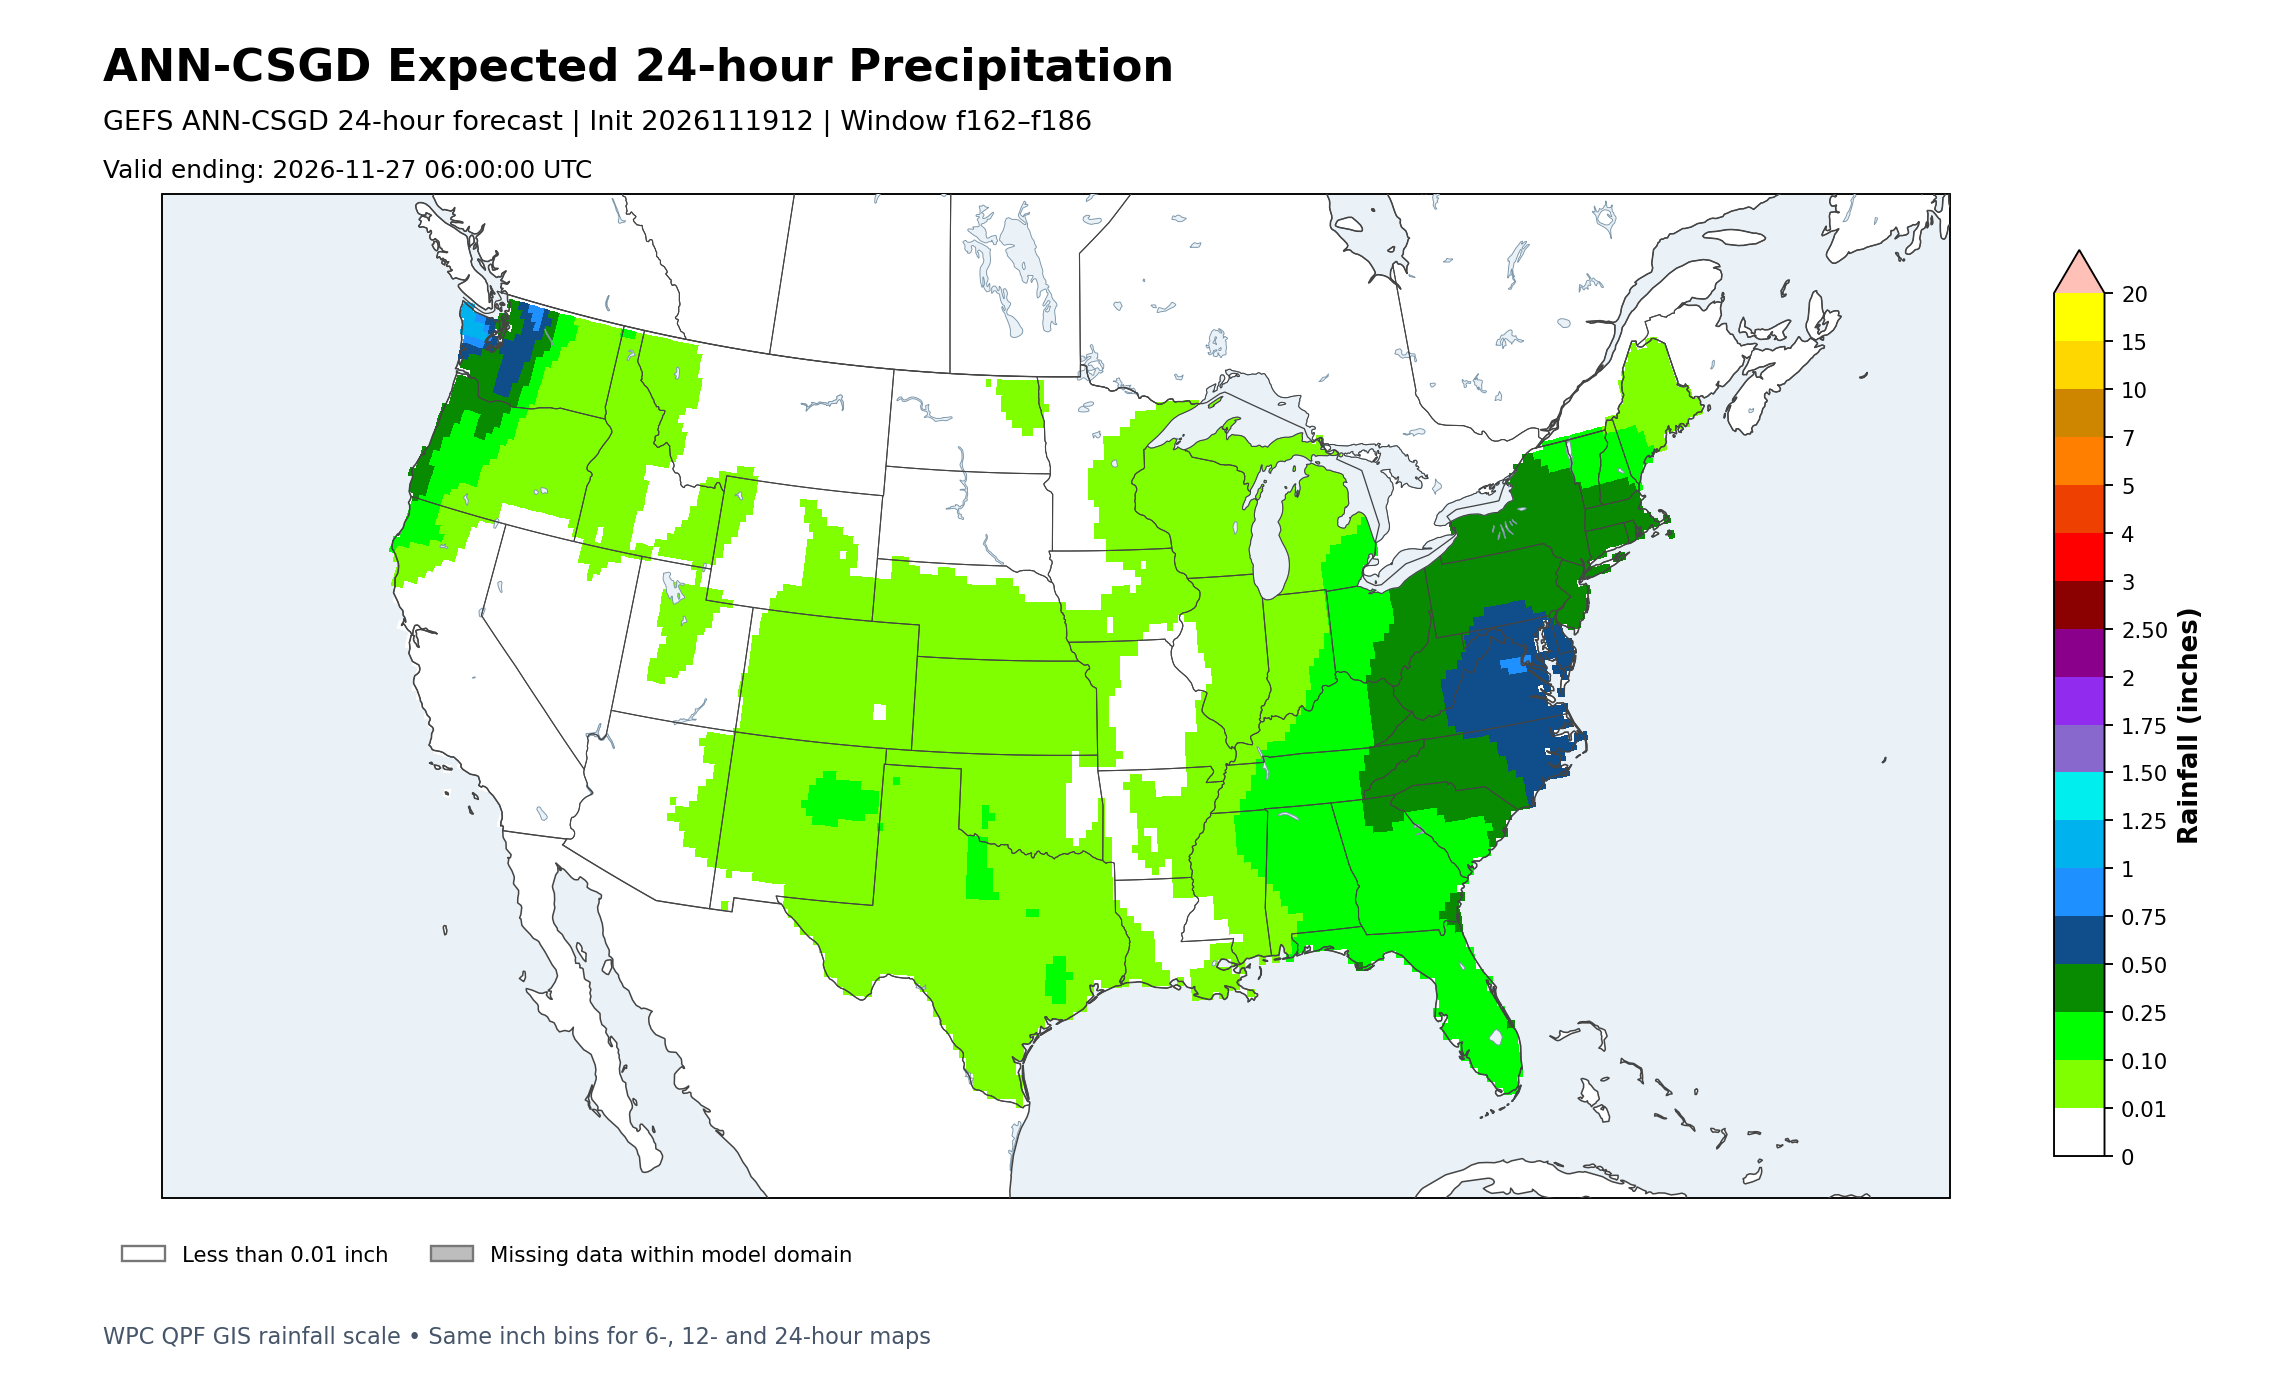 ANN-CSGD Expected 24-hour Precipitation
GEFS ANN-CSGD 24-hour forecast | Init 2026111912 | Window f162–f186
Valid ending: 2026-11-27 06:00:00 UTC
20
15
10
7
5
4
3
2.50
2
1.75
1.50
1.25
1
0.75
0.50
0.25
0.10
0.01
0
Rainfall (inches)
Less than 0.01 inch
Missing data within model domain
WPC QPF GIS rainfall scale • Same inch bins for 6-, 12- and 24-hour maps